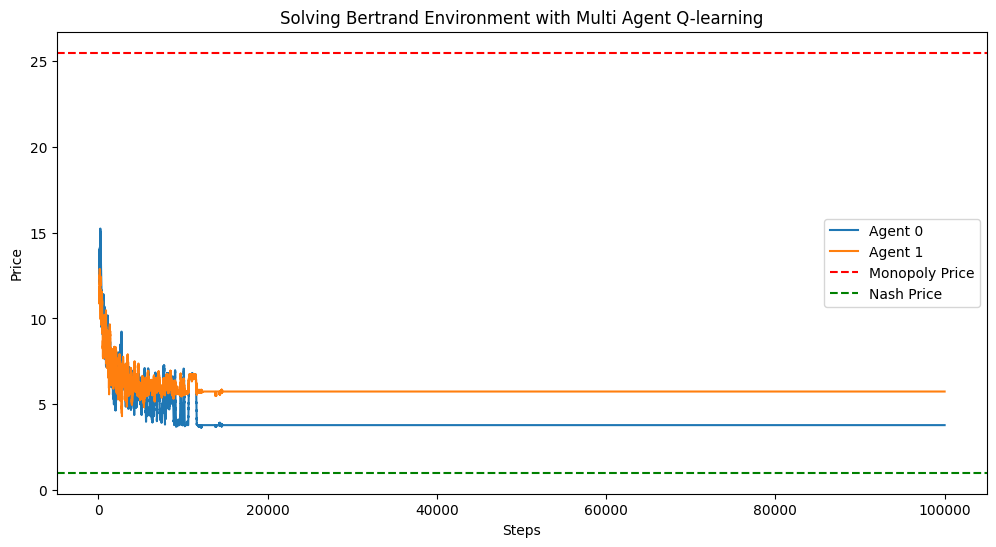 Solving Bertrand Environment with Multi Agent Q-learning
25
20
15
10
5
0
Price
Agent 0
Agent 1
Monopoly Price
Nash Price
0 20000 40000 60000 80000 100000
Steps